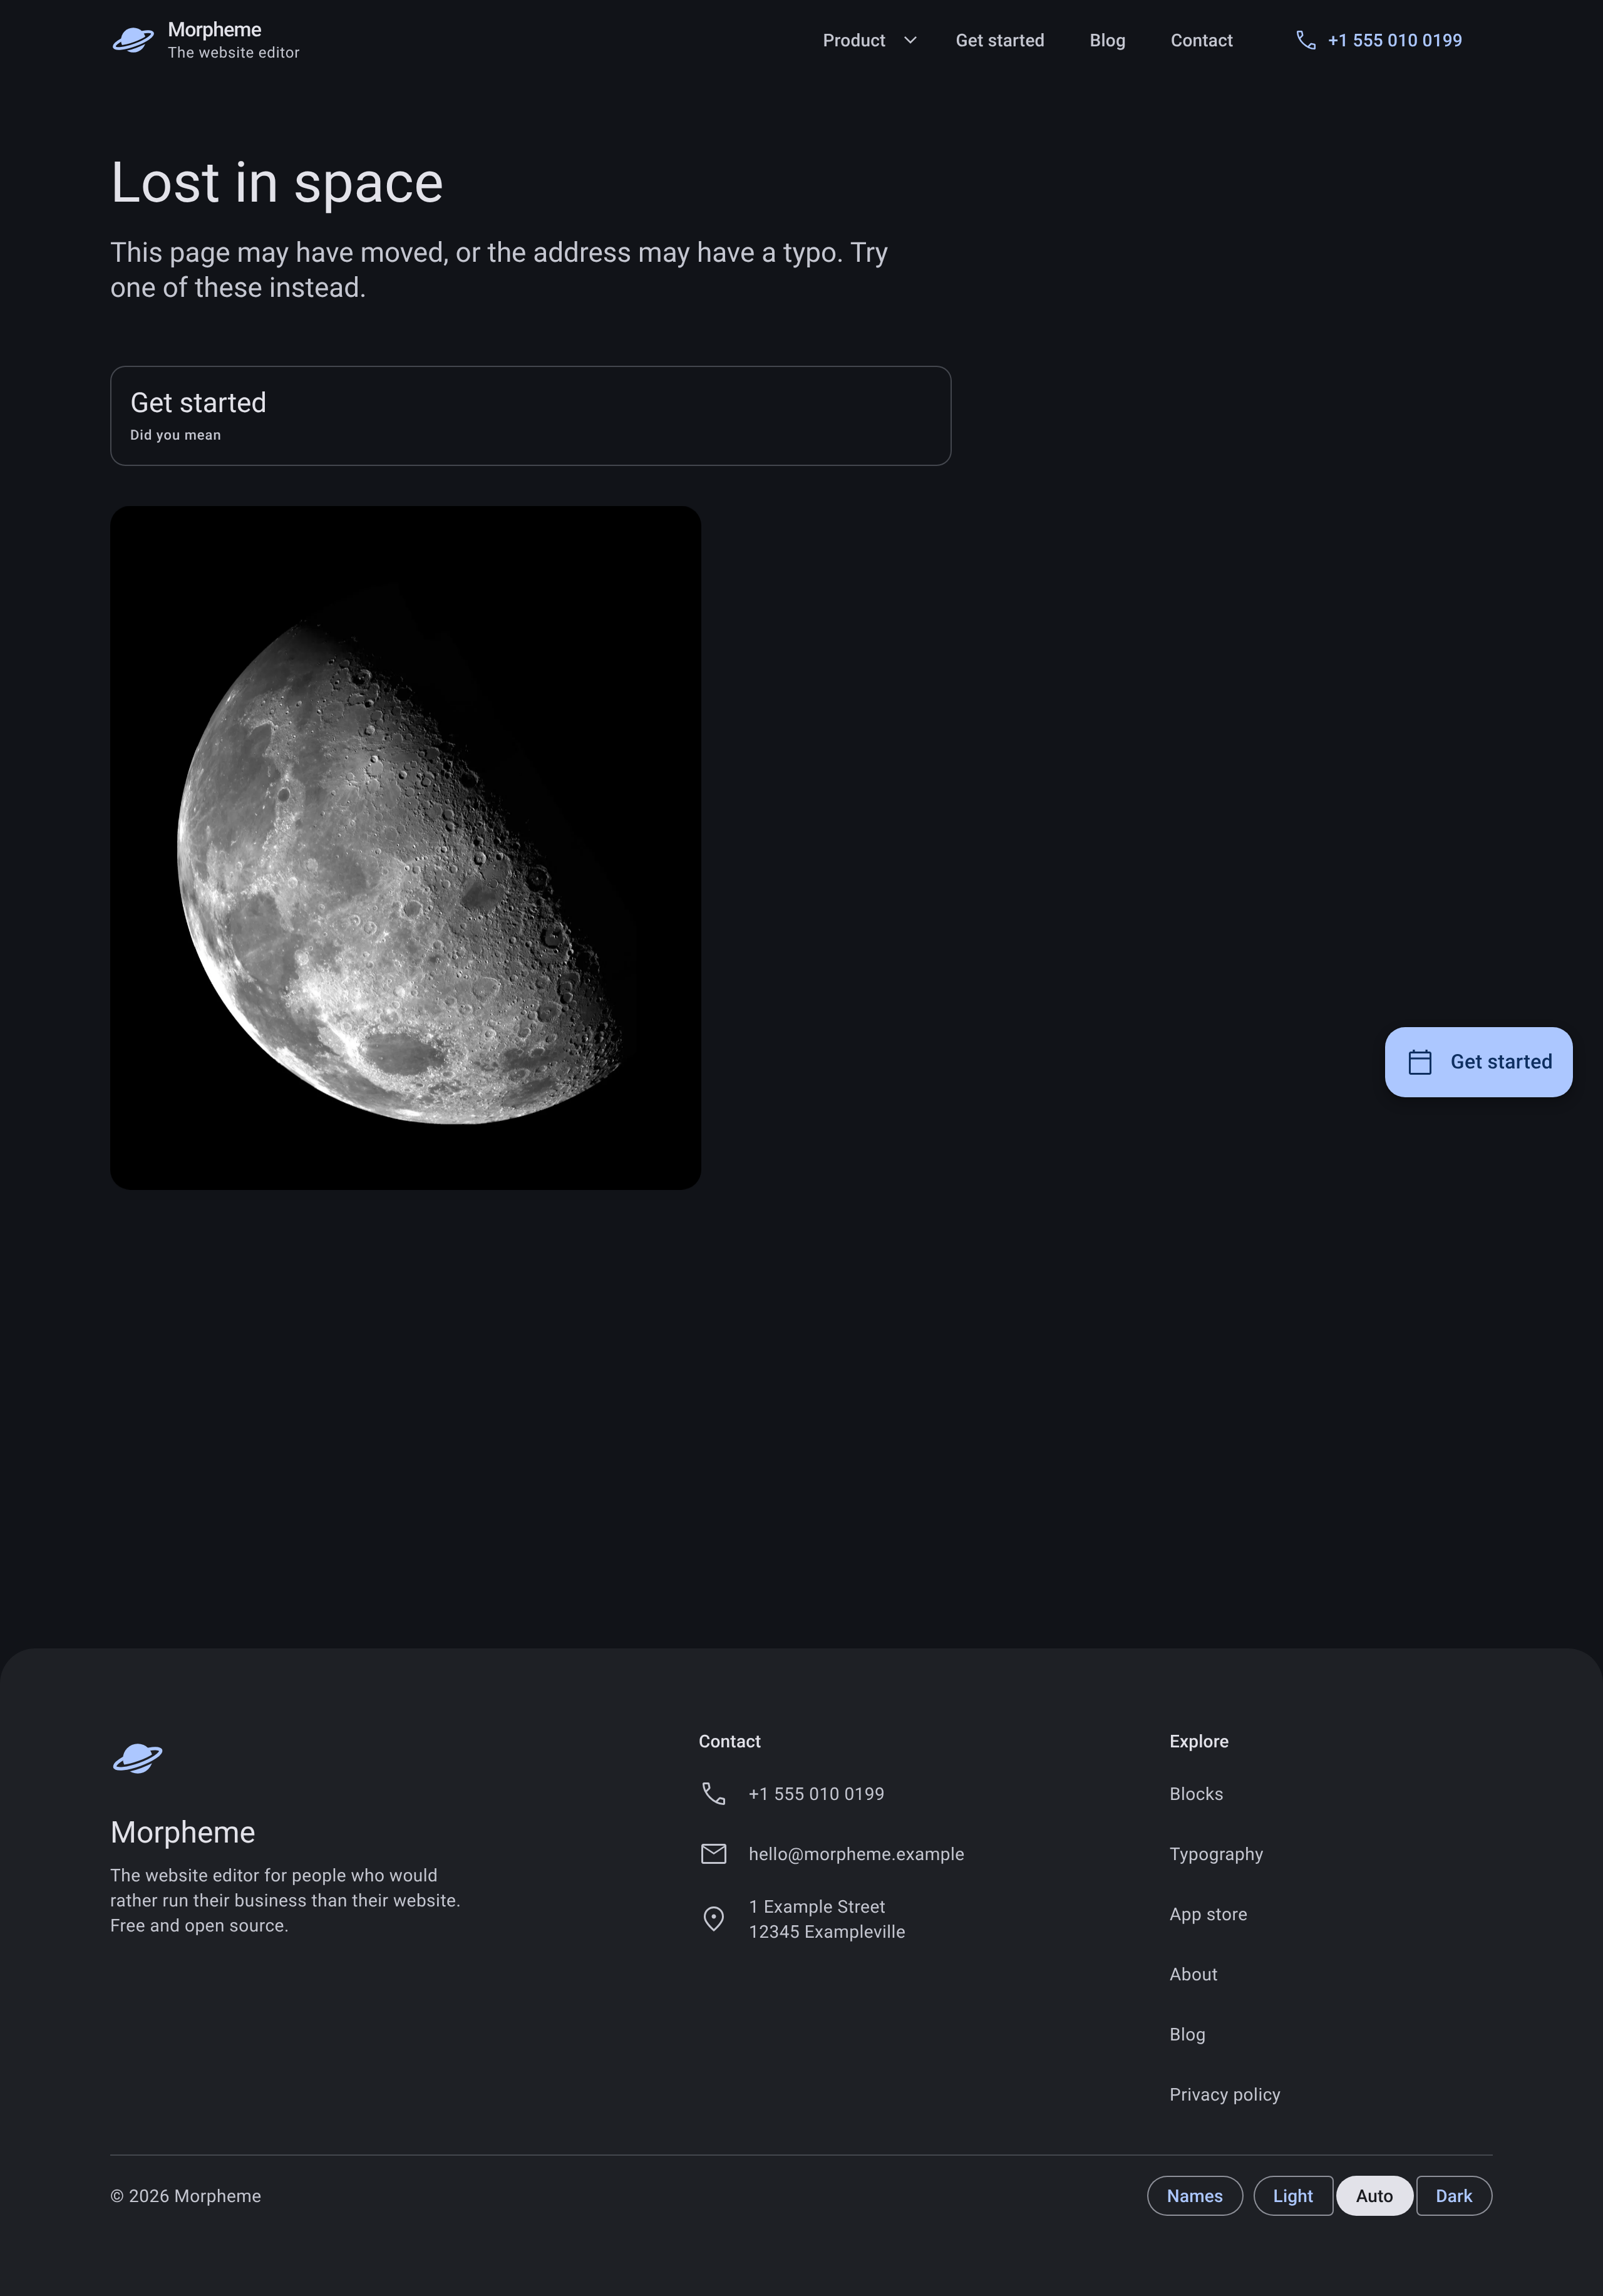 Morpheme
The website editor
Product
Get started
Blog
Contact
+1 555 010 0199
Lost in space
This page may have moved, or the address may have a typo. Try
one of these instead.
Get started
Did you mean
Get started
Morpheme
The website editor for people who would
rather run their business than their website.
Free and open source.
Contact
+1 555 010 0199
hello@morpheme.example
1 Example Street
12345 Exampleville
Explore
Blocks
Typography
App store
About
Blog
Privacy policy
© 2026 Morpheme
Names
Light
Auto
Dark